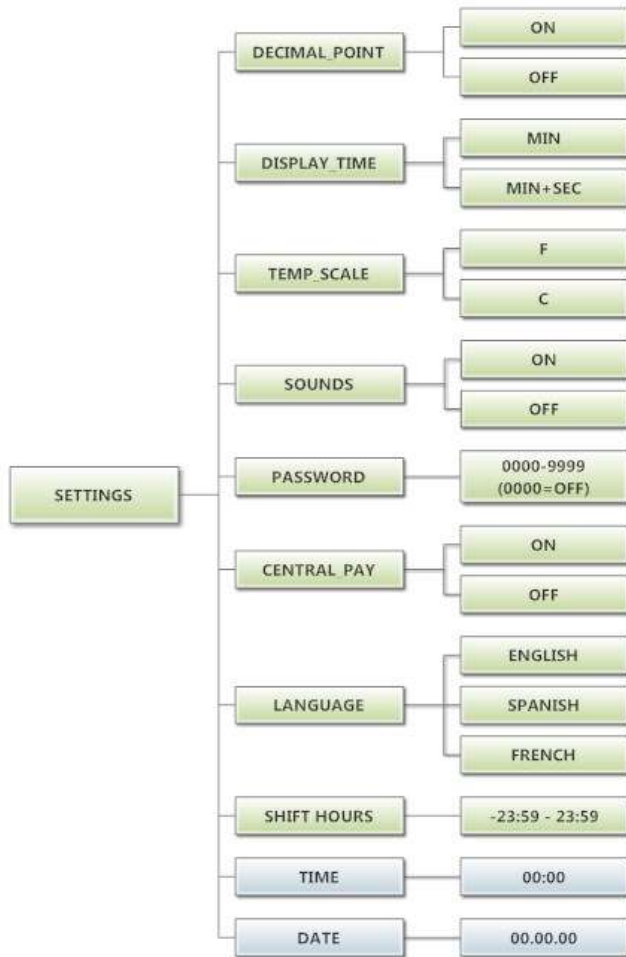 SETTINGS
DECIMAL_POINT
ON
OFF
DISPLAY_TIME
MIN
MIN+SEC
TEMP_SCALE
F
C
SOUNDS
ON
OFF
PASSWORD
0000-9999
(0000=OFF)
CENTRAL_PAY
ON
OFF
LANGUAGE
ENGLISH
SPANISH
FRENCH
SHIFT HOURS
-23:59 - 23:59
TIME
00:00
DATE
00.00.00